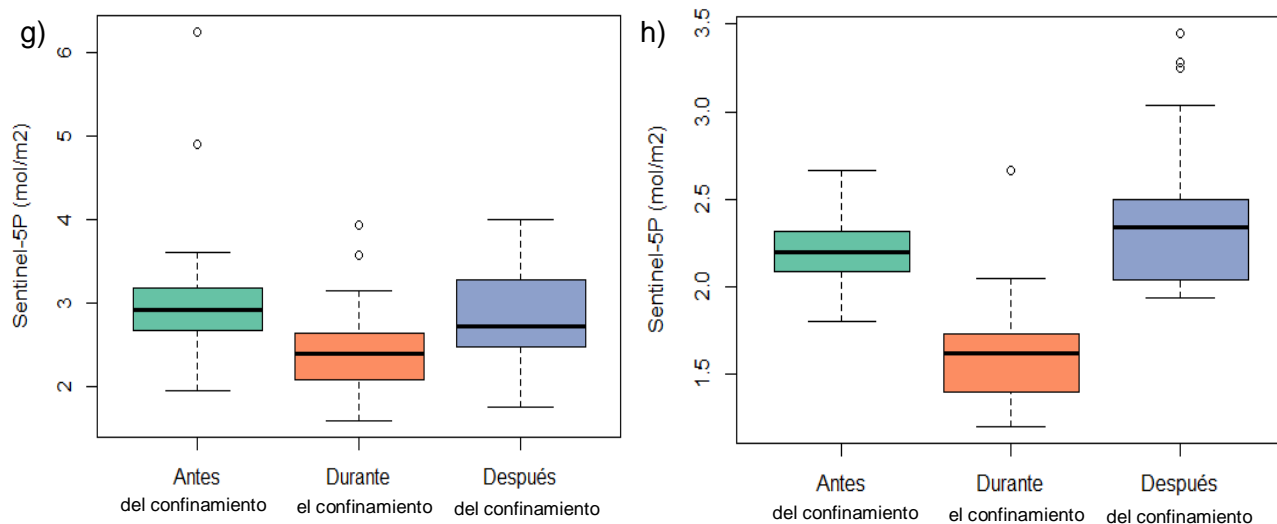 g)
Sentinel-5P (mol/m2)
6
5
4
3
2
Antes
del confinamiento
Durante
el confinamiento
Después
del confinamiento
h)
Sentinel-5P (mol/m2)
3.5
3.0
2.5
2.0
1.5
Antes
del confinamiento
Durante
el confinamiento
Después
del confinamiento